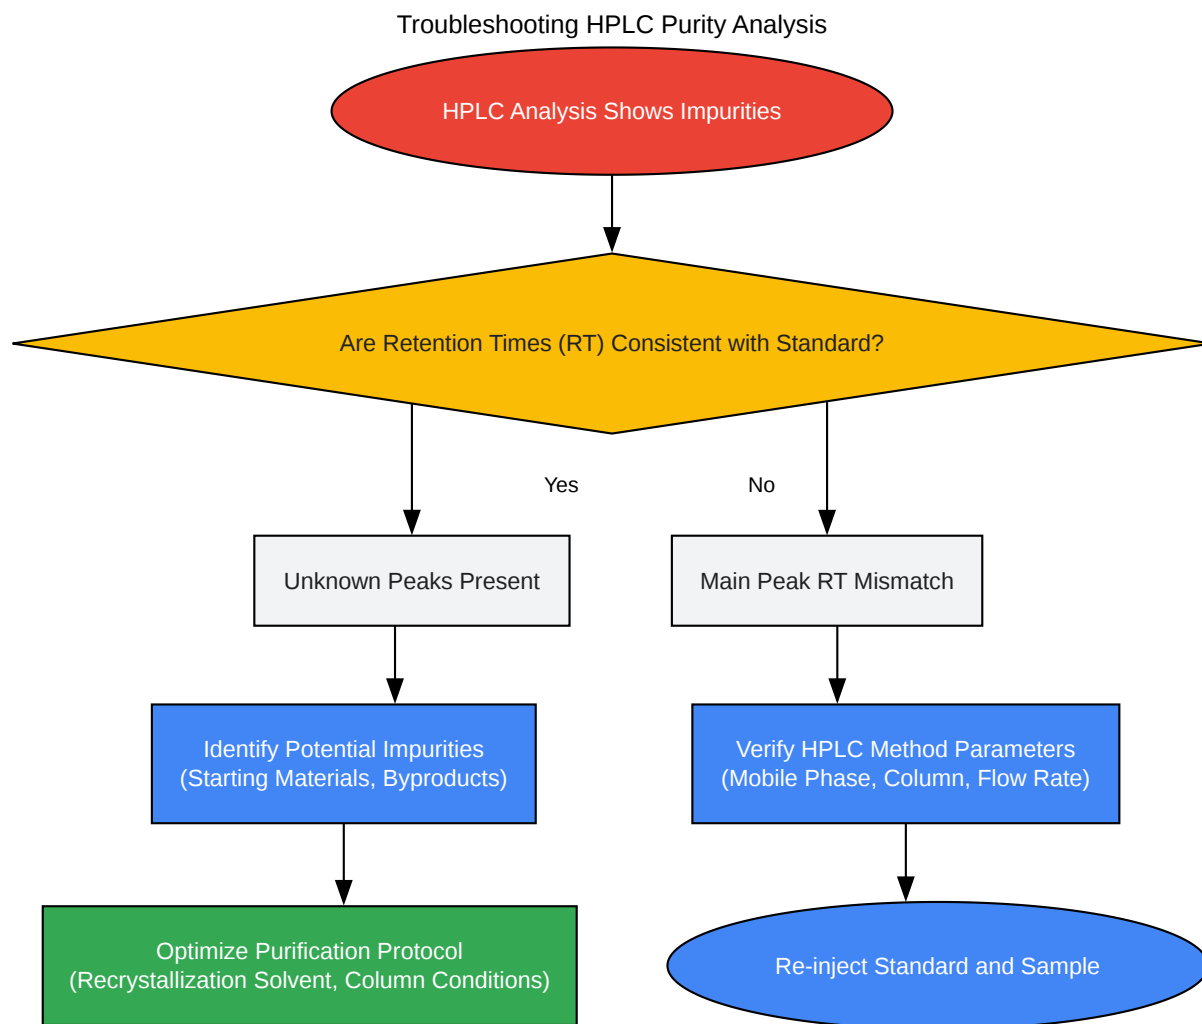 Troubleshooting HPLC Purity Analysis
HPLC Analysis Shows Impurities
Are Retention Times (RT) Consistent with Standard?
Yes
No
Unknown Peaks Present
Main Peak RT Mismatch
Identify Potential Impurities
(Starting Materials, Byproducts)
Verify HPLC Method Parameters
(Mobile Phase, Column, Flow Rate)
Optimize Purification Protocol
(Recrystallization Solvent, Column Conditions)
Re-inject Standard and Sample